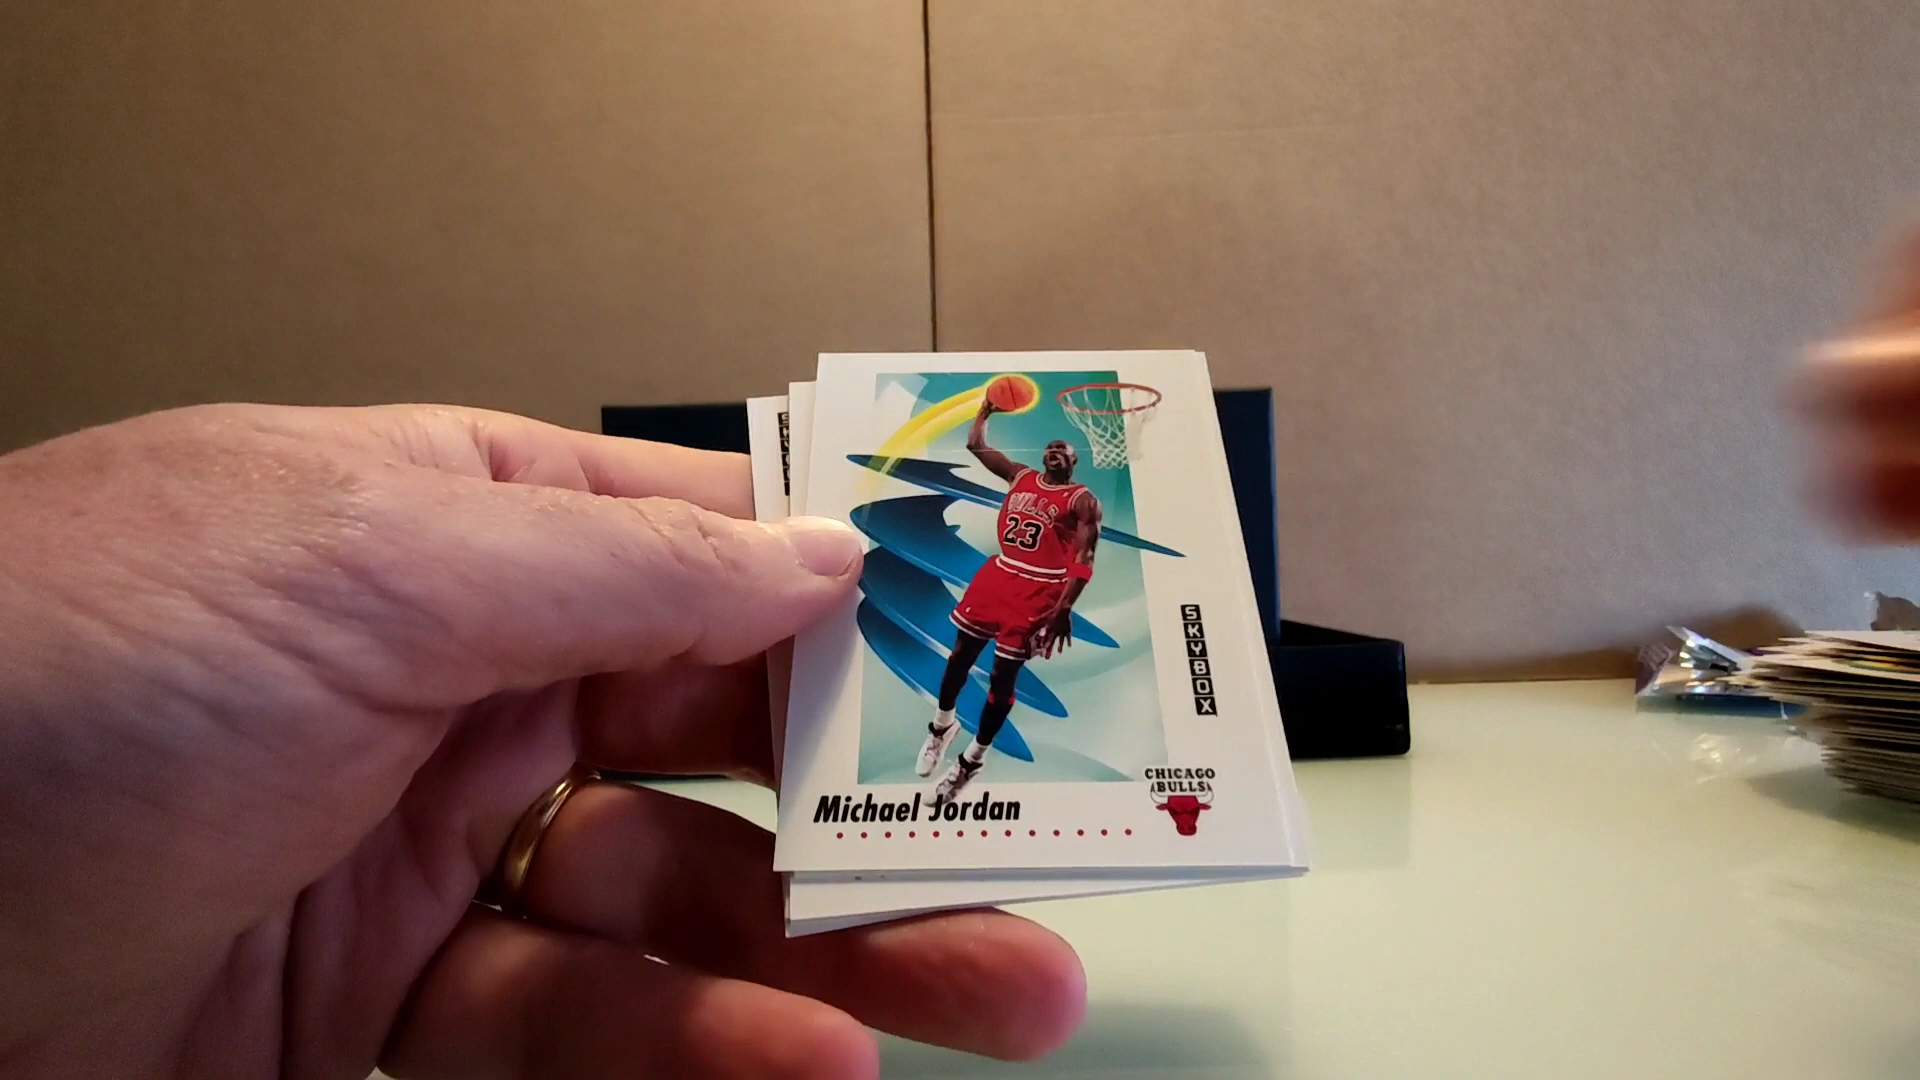 BULLS
23
SKYBOX
Michael Jordan
CHICAGO
BULLS